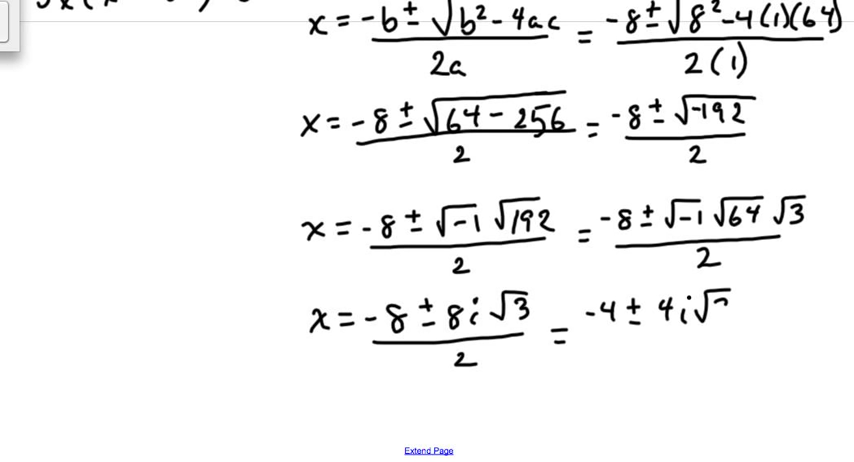 x = -b ± √b² - 4ac / 2a = -8 ± √8² - 4(1)(64) / 2(1)
x = -8 ± √64 - 256 / 2 = -8 ± √-192 / 2
x = -8 ± √-1 √192 / 2 = -8 ± √-1 √64 √3 / 2
x = -8 ± 8i √3 / 2 = -4 ± 4i√
Extend Page